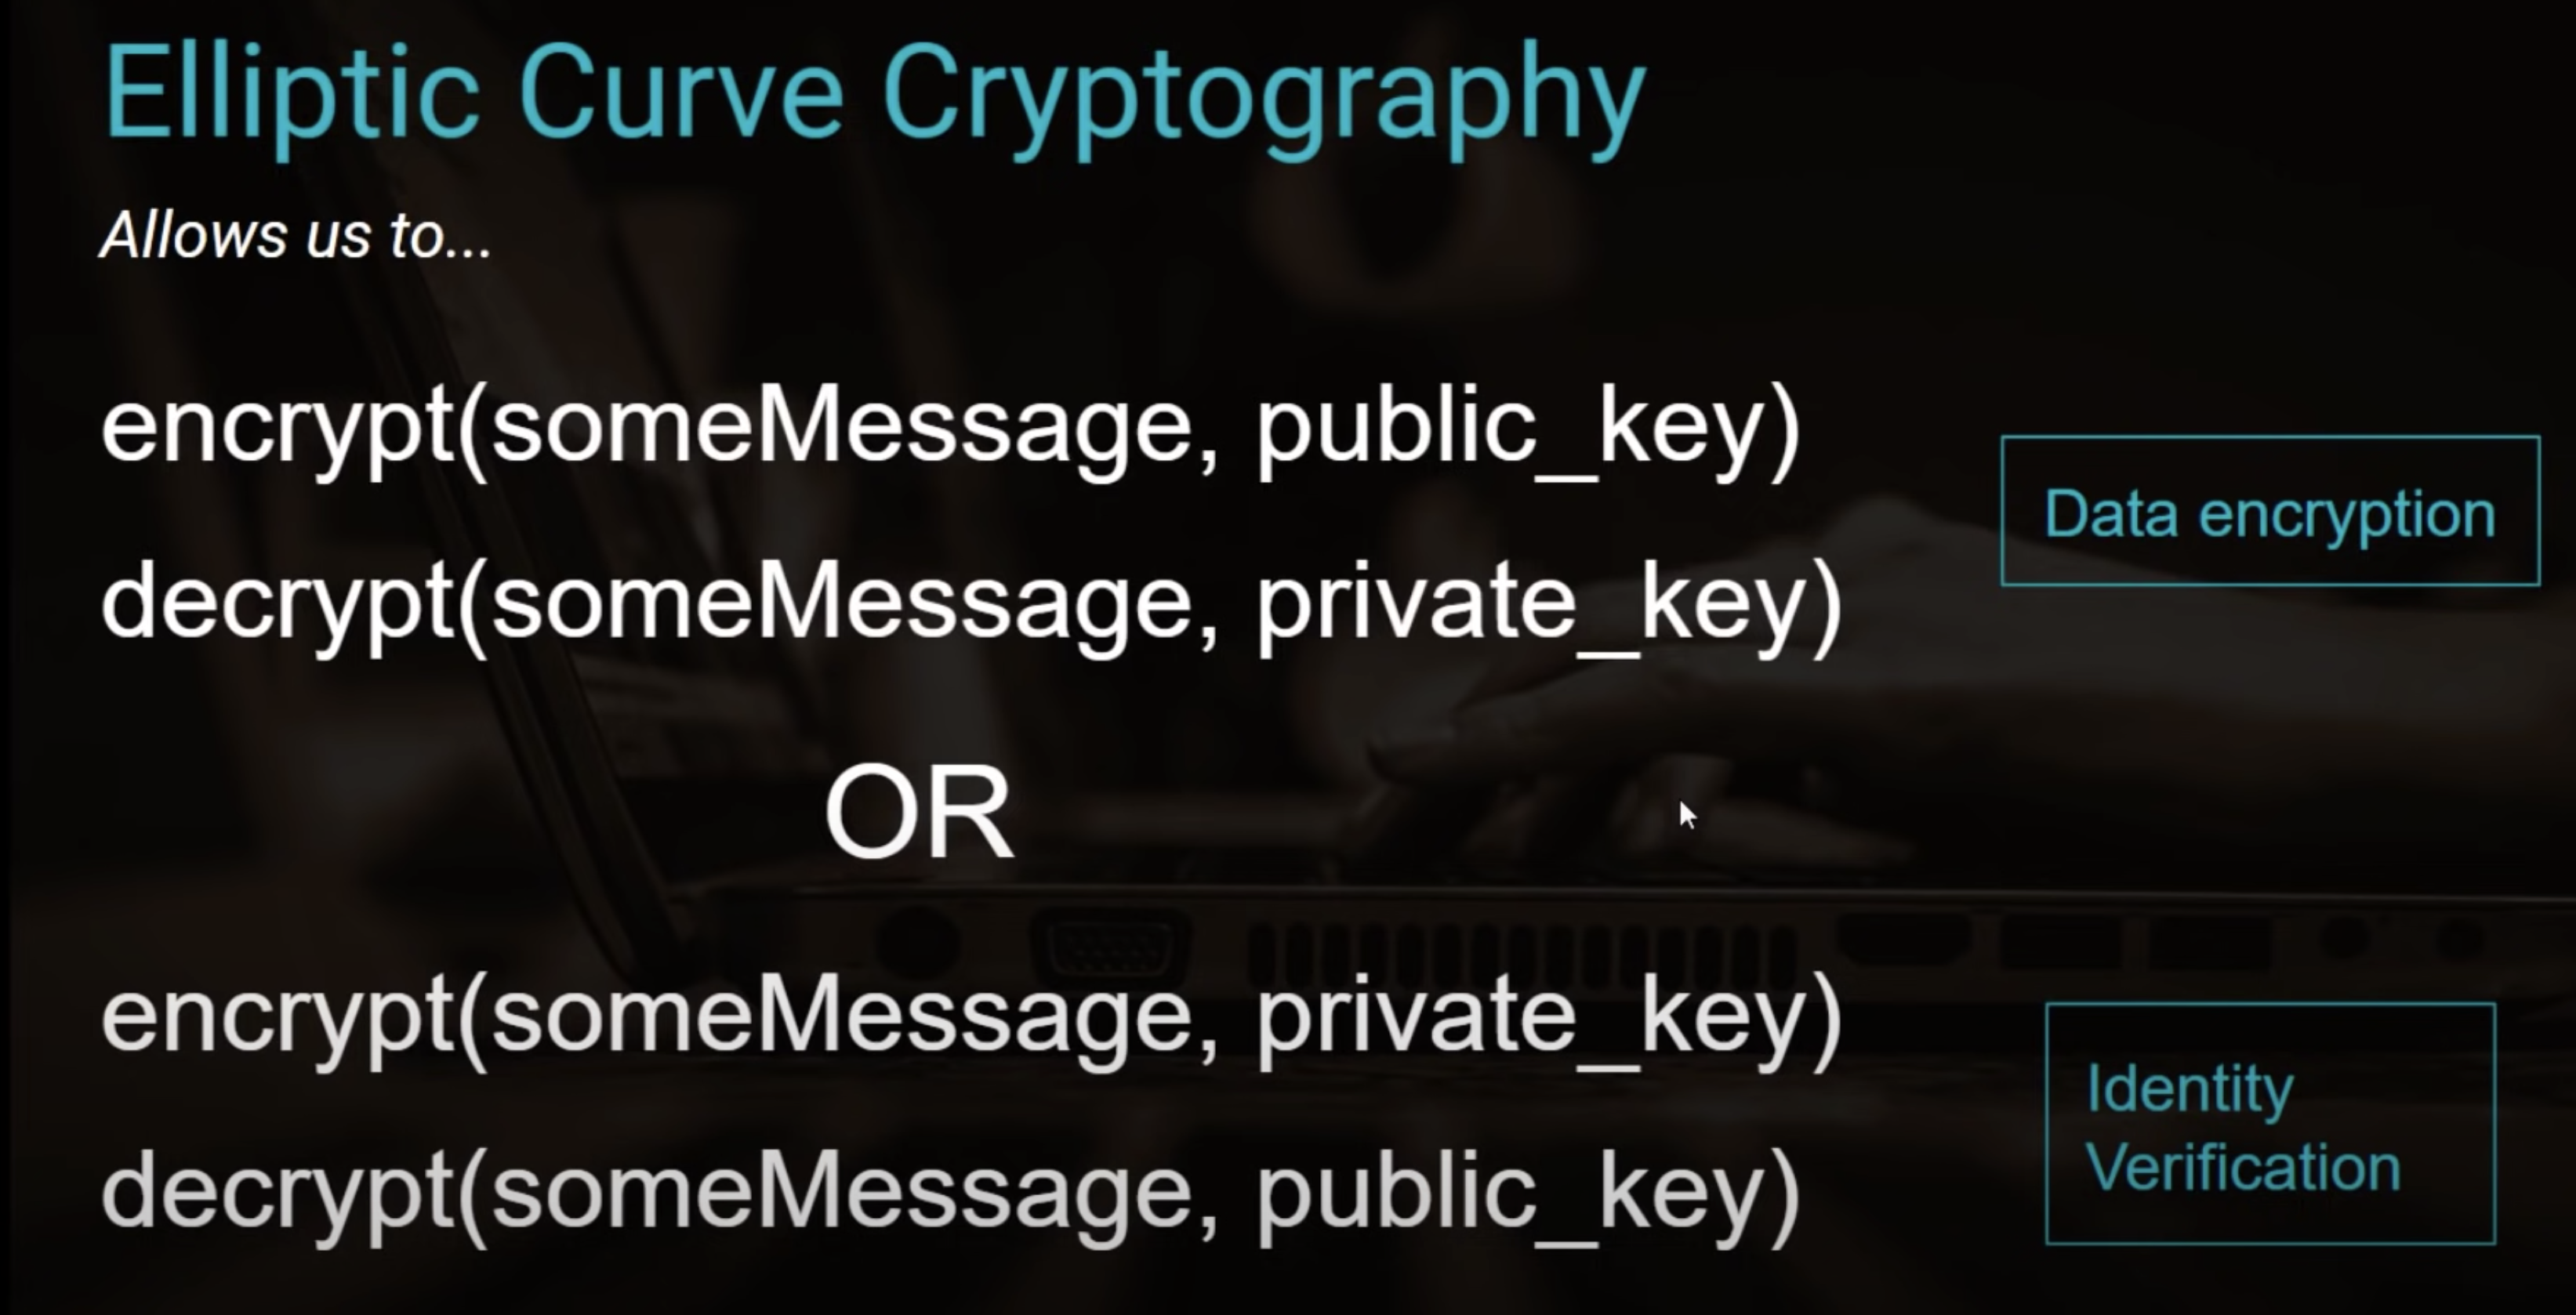 Elliptic Curve Cryptography
Allows us to...
encrypt(someMessage, public_key)
decrypt(someMessage, private_key)
Data encryption
OR
encrypt(someMessage, private_key)
decrypt(someMessage, public_key)
Identity
Verification